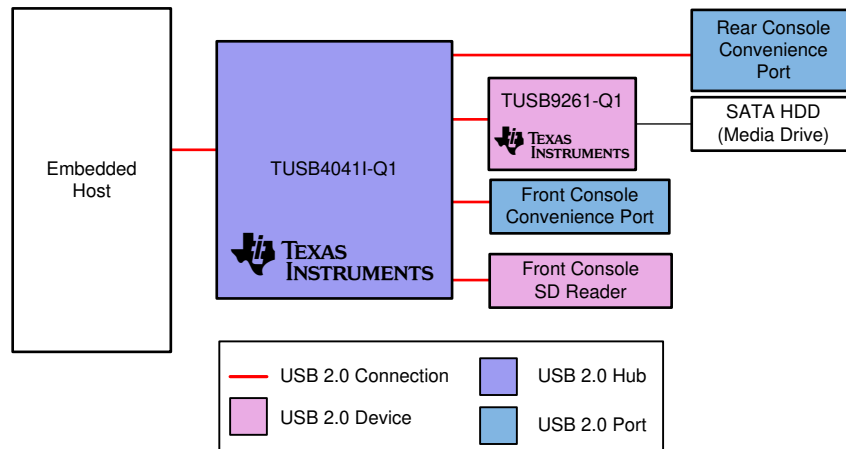 Embedded
Host
TUSB4041I-Q1
TEXAS
INSTRUMENTS
Rear Console
Convenience
Port
TUSB9261-Q1
TEXAS
INSTRUMENTS
SATA HDD
(Media Drive)
Front Console
Convenience Port
Front Console
SD Reader
USB 2.0 Connection
USB 2.0 Hub
USB 2.0 Device
USB 2.0 Port